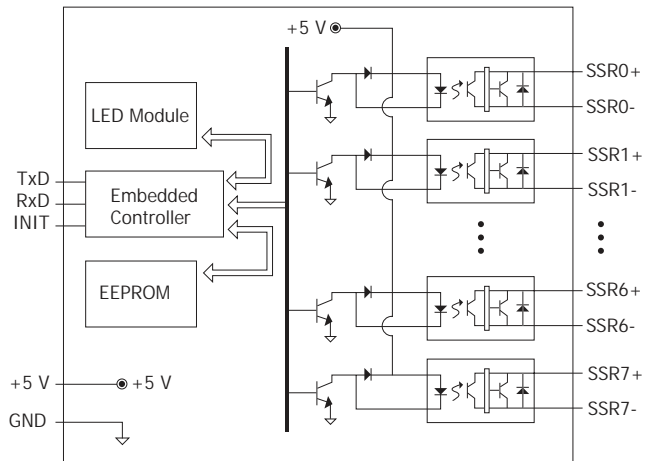 +5 V
SSR0+
SSR0-
LED Module
SSR1+
SSR1-
TxD
RxD
INIT
Embedded
Controller
EEPROM
SSR6+
SSR6-
+5 V
+5 V
SSR7+
SSR7-
GND